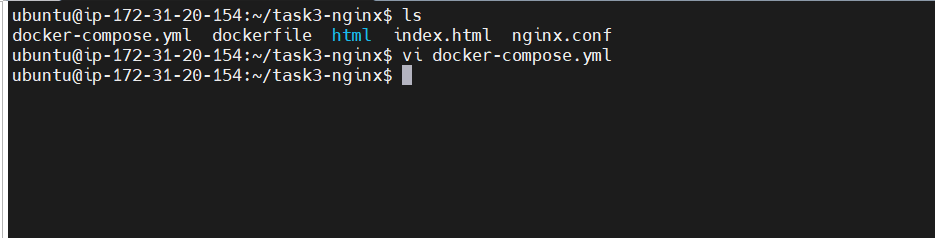 ubuntu@ip-172-31-20-154:~/task3-nginx$ ls
docker-compose.yml  dockerfile  html  index.html  nginx.conf
ubuntu@ip-172-31-20-154:~/task3-nginx$ vi docker-compose.yml
ubuntu@ip-172-31-20-154:~/task3-nginx$